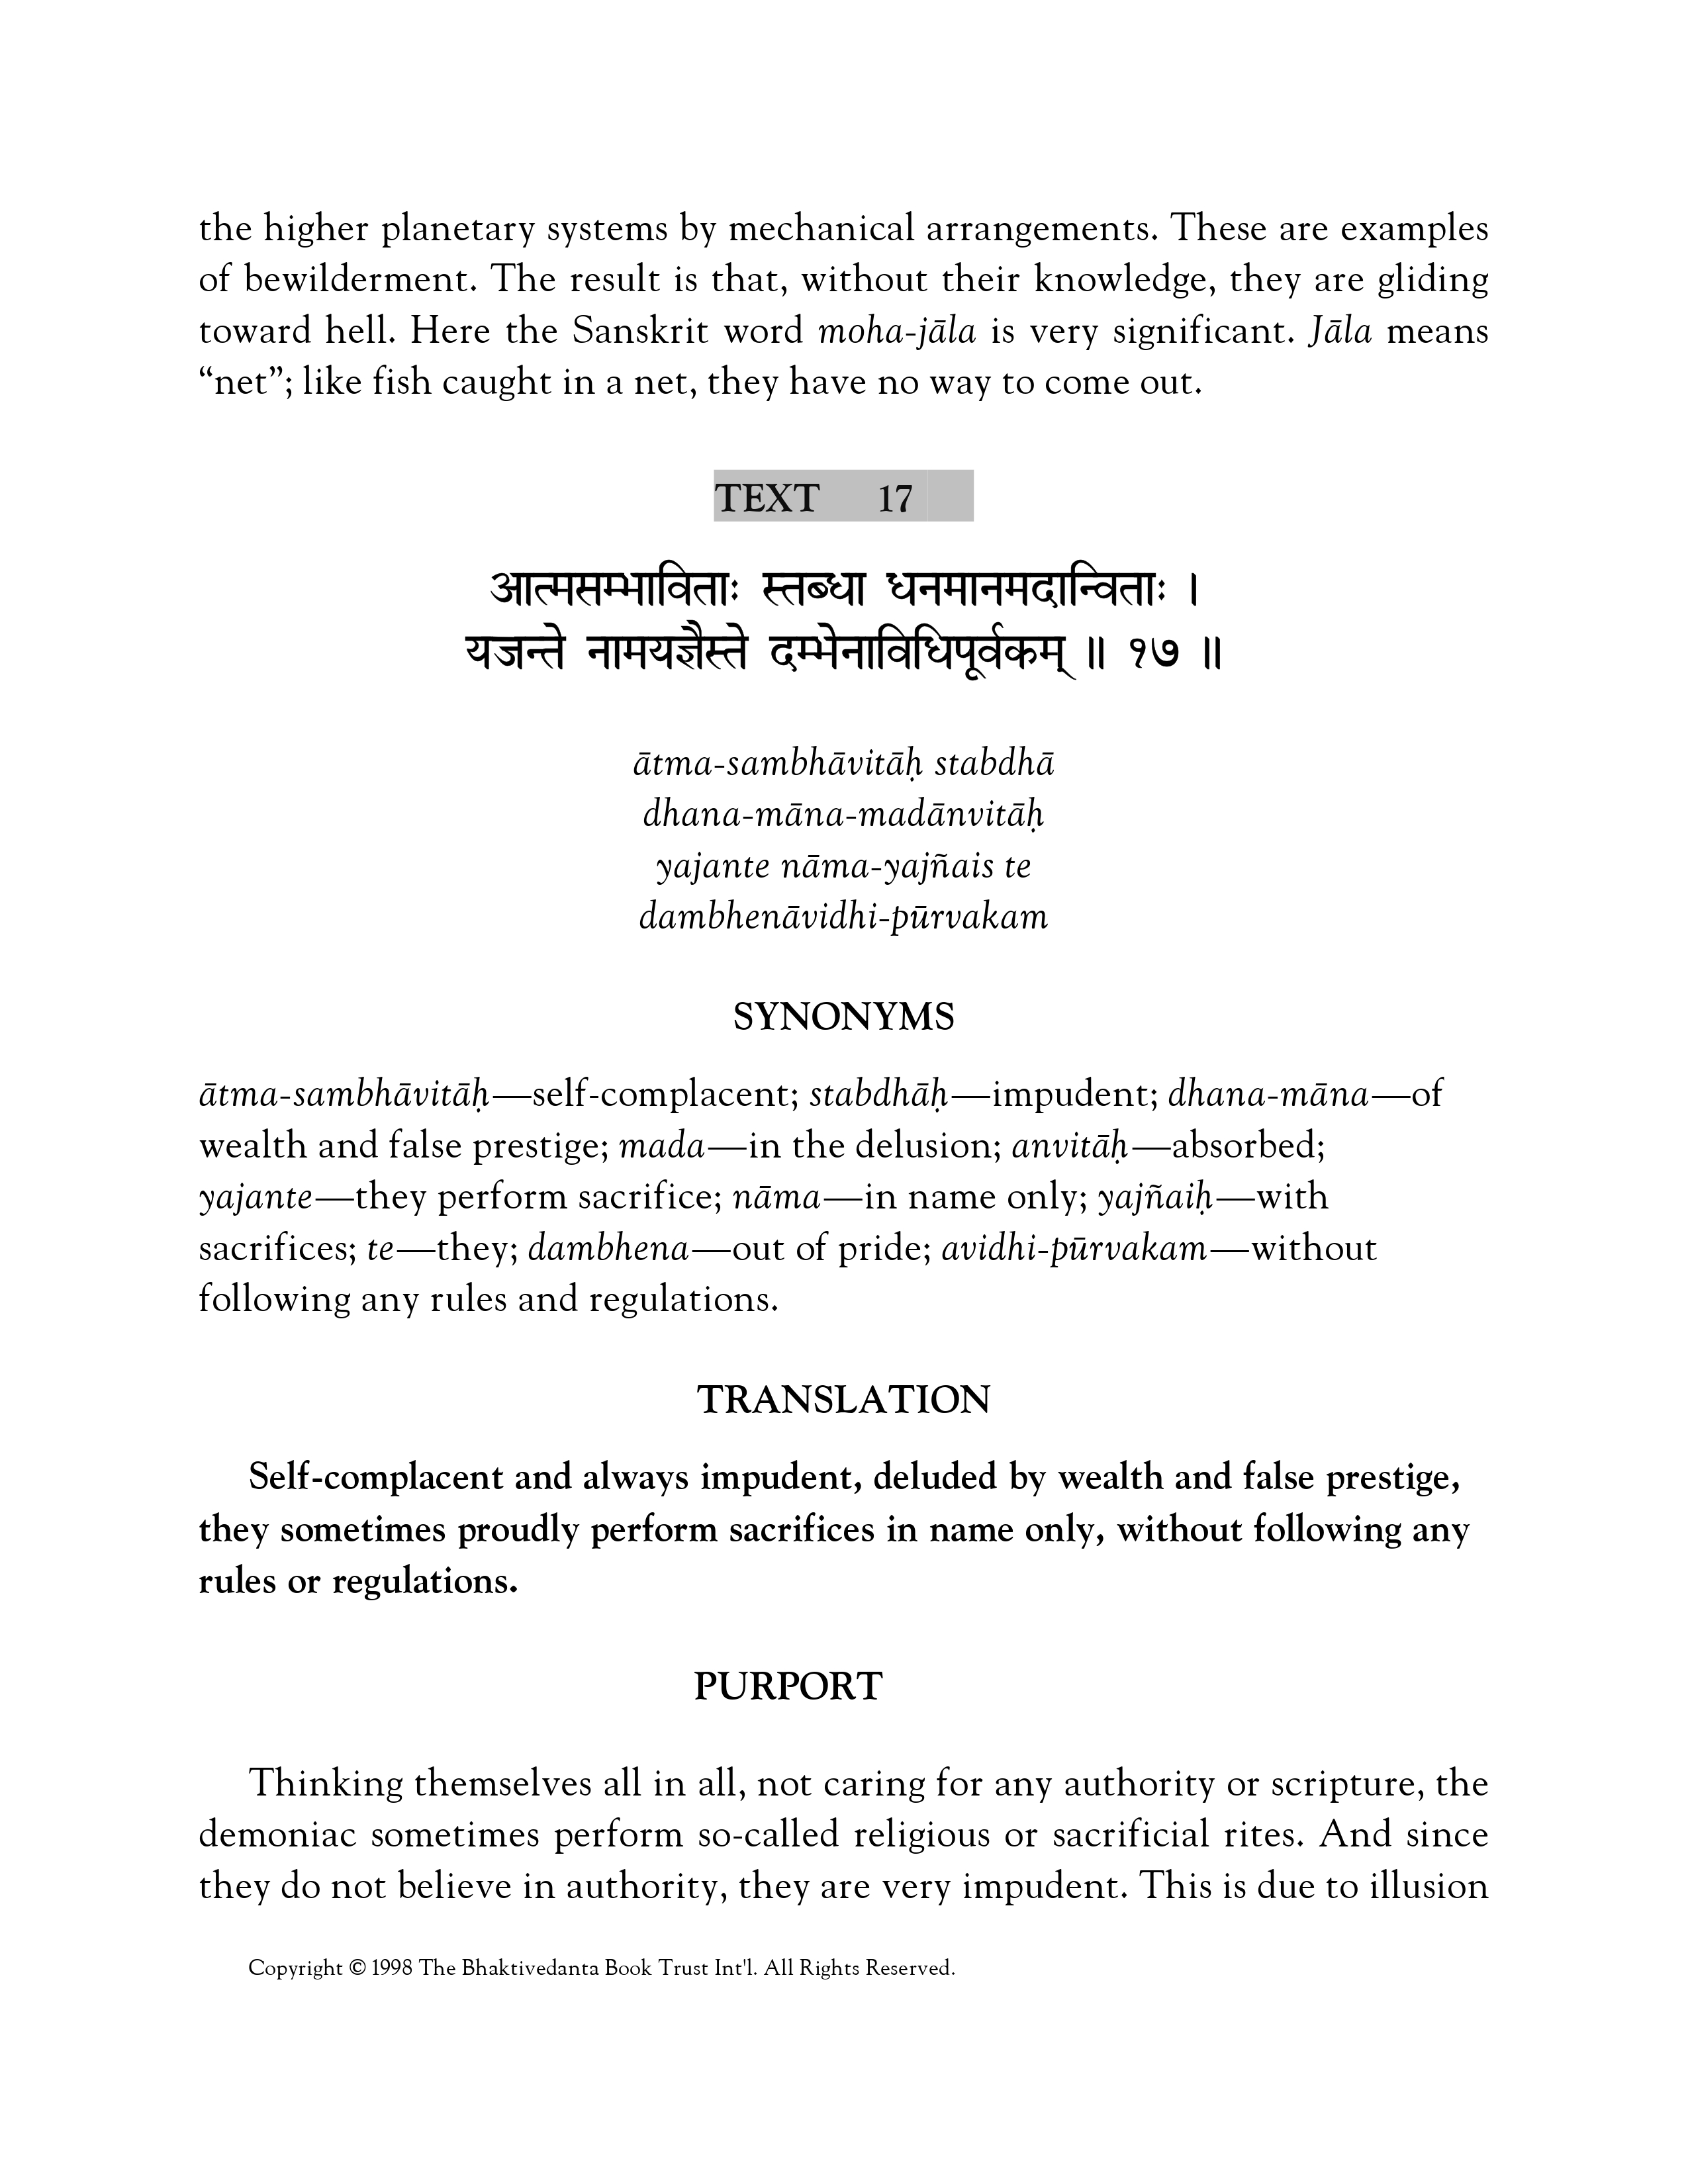 the higher planetary systems by mechanical arrangements. These are examples
of bewilderment. The result is that, without their knowledge, they are gliding
toward hell. Here the Sanskrit word moha-jāla is very significant. Jāla means
“net”; like fish caught in a net, they have no way to come out.
TEXT 17
आत्मसम्भाविताः स्तब्धा धनमानमदान्विताः ।
यजन्ते नामयज्ञैस्ते दम्भेनाविधिपूर्वकम् ॥ १७ ॥
ātma-sambhāvitāḥ stabdhā
dhana-māna-madānvitāḥ
yajante nāma-yajñais te
dambhenāvidhi-pūrvakam
SYNONYMS
ātma-sambhāvitāḥ—self-complacent; stabdhāḥ—impudent; dhana-māna—of
wealth and false prestige; mada—in the delusion; anvitāḥ—absorbed;
yajante—they perform sacrifice; nāma—in name only; yajñaiḥ—with
sacrifices; te—they; dambhena—out of pride; avidhi-pūrvakam—without
following any rules and regulations.
TRANSLATION
Self-complacent and always impudent, deluded by wealth and false prestige,
they sometimes proudly perform sacrifices in name only, without following any
rules or regulations.
PURPORT
Thinking themselves all in all, not caring for any authority or scripture, the
demoniac sometimes perform so-called religious or sacrificial rites. And since
they do not believe in authority, they are very impudent. This is due to illusion
Copyright © 1998 The Bhaktivedanta Book Trust Int'l. All Rights Reserved.